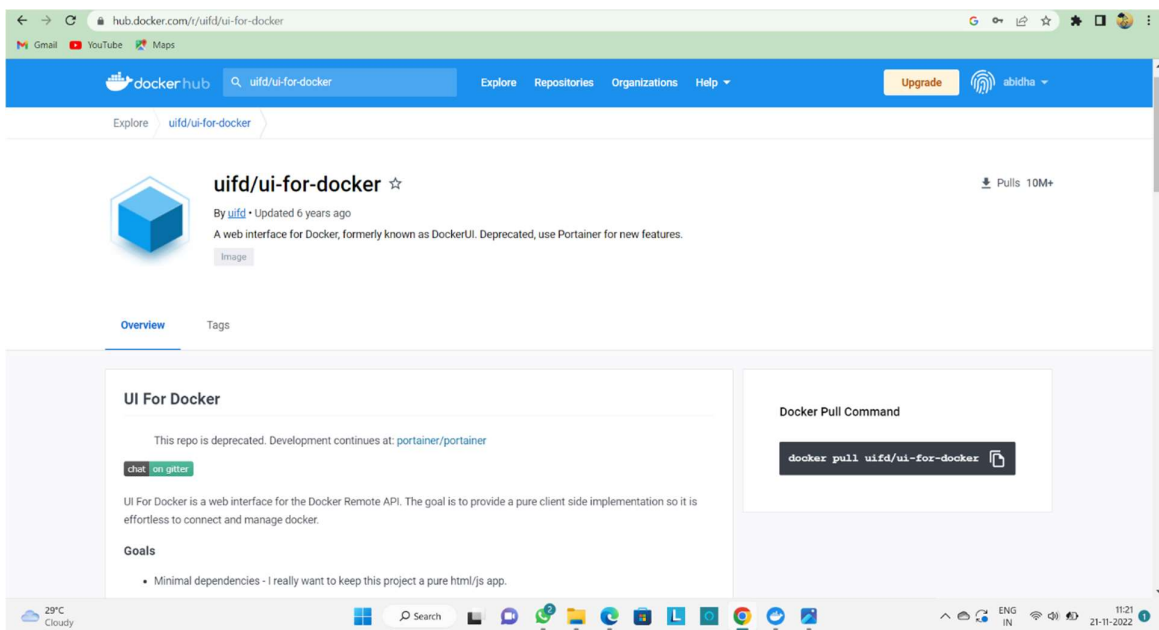 hub.docker.com/r/uifd/ui-for-docker
Gmail YouTube Maps
dockerhub uifd/ui-for-docker Explore Repositories Organizations Help Upgrade abidha
Explore uifd/ui-for-docker
uifd/ui-for-docker
Pulls 10M+
By uifd • Updated 6 years ago
A web interface for Docker, formerly known as DockerUI. Deprecated, use Portainer for new features.
Image
Overview Tags
UI For Docker
This repo is deprecated. Development continues at: portainer/portainer
chat on gitter
UI For Docker is a web interface for the Docker Remote API. The goal is to provide a pure client side implementation so it is
effortless to connect and manage docker.
Goals
• Minimal dependencies - I really want to keep this project a pure html/js app.
Docker Pull Command
docker pull uifd/ui-for-docker
29°C
Cloudy
Search
2
L
ENG
IN
11:21
21-11-2022
1